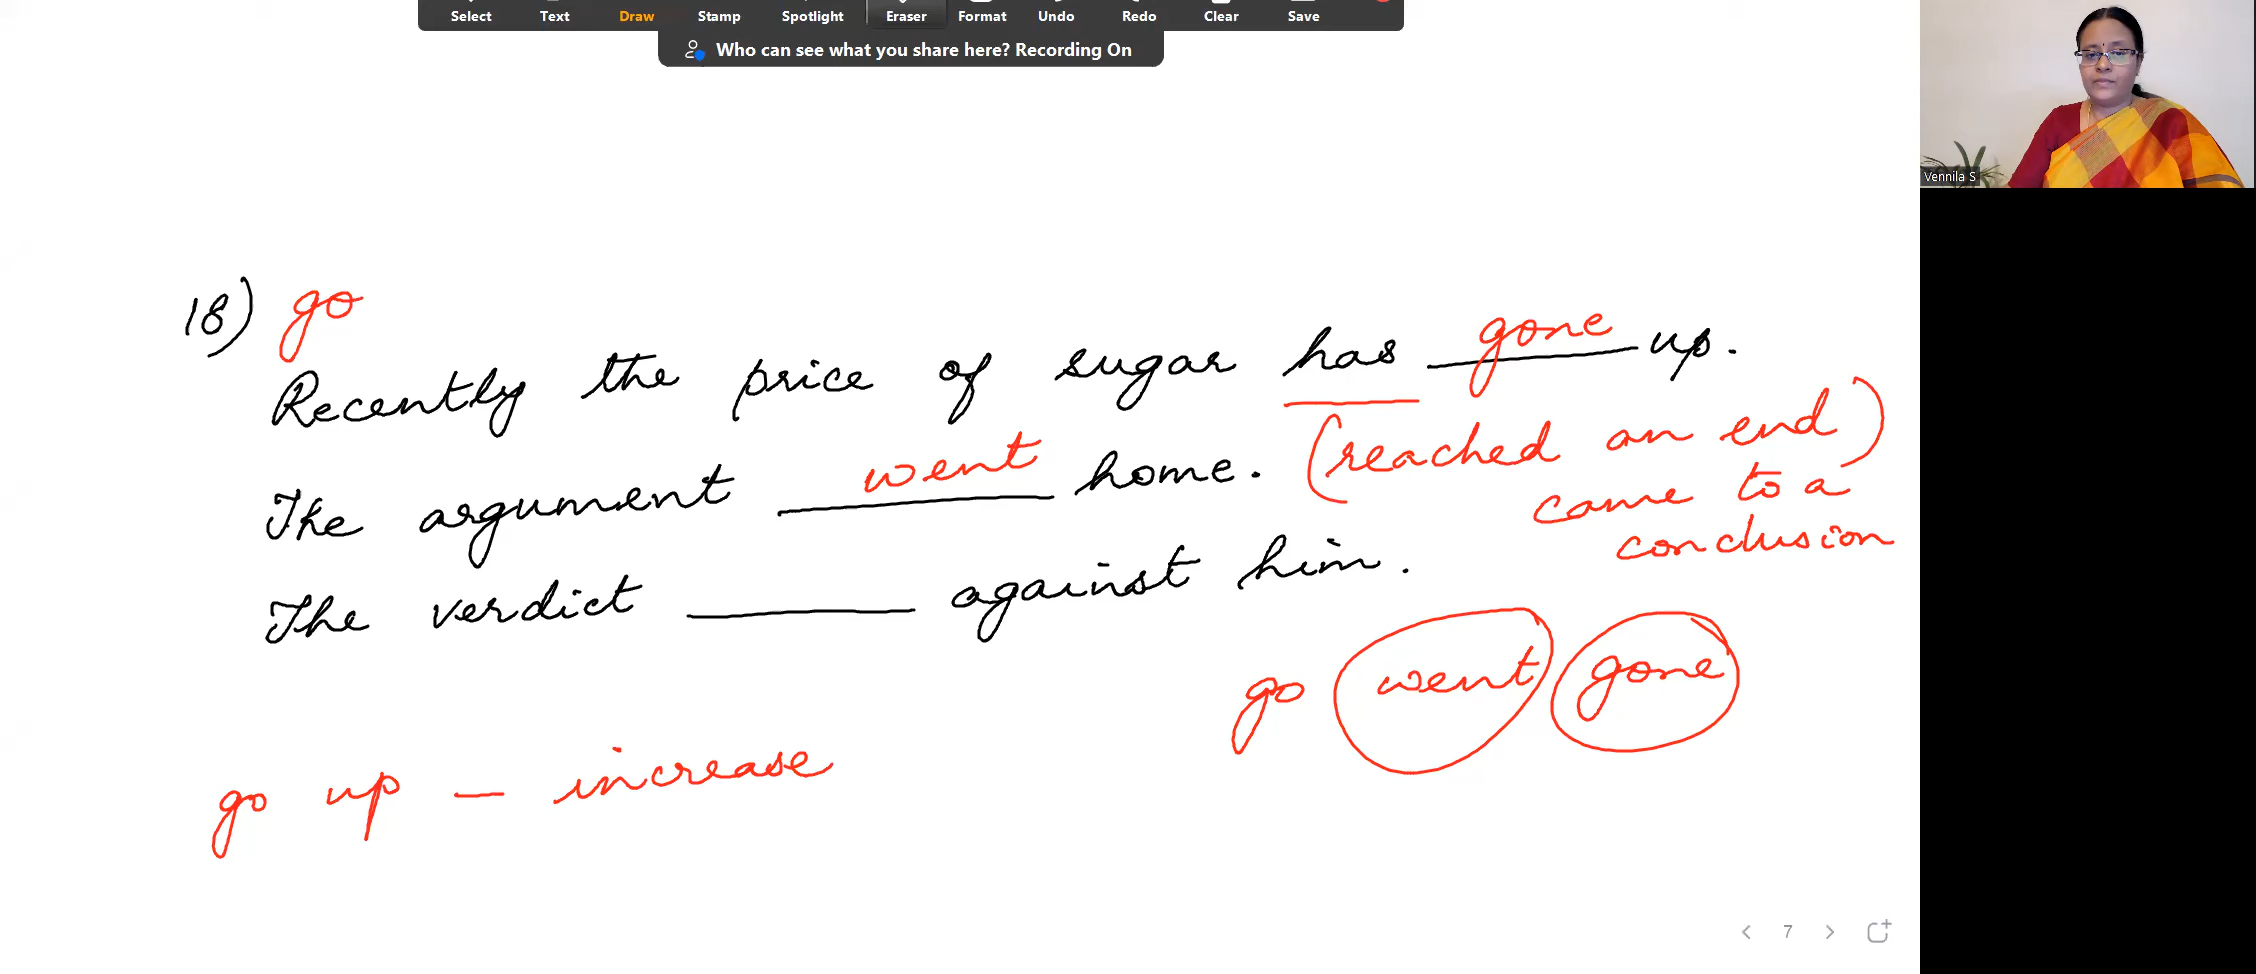 Select Text Draw Stamp Spotlight Eraser Format Undo Redo Clear Save
Who can see what you share here? Recording On
Vennila S
18) go
Recently the price of sugar has gone up.
The argument went home. (reached an end)
came to a
conclusion
The verdict ______ against him.
go went gone
go up – increase
7